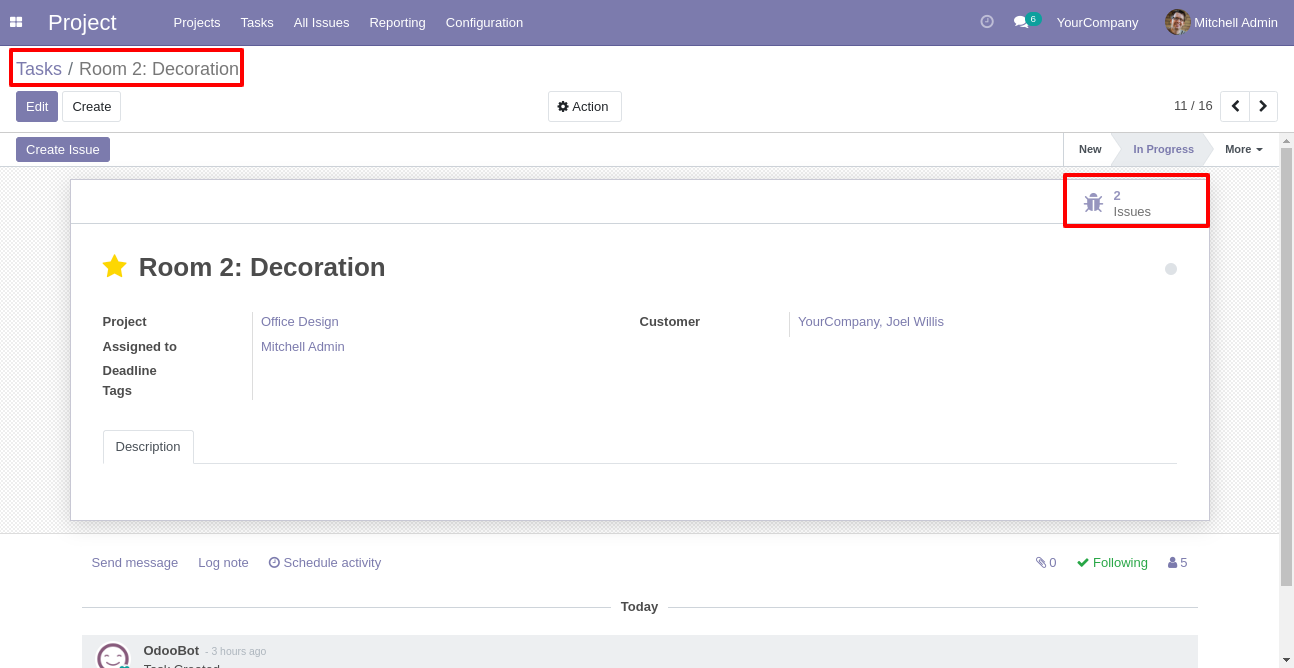 Project Projects Tasks All Issues Reporting Configuration 6 YourCompany Mitchell Admin
Tasks / Room 2: Decoration
Edit Create Action 11 / 16
Create Issue New In Progress More
2
Issues
Room 2: Decoration
Project Office Design Customer YourCompany, Joel Willis
Assigned to Mitchell Admin
Deadline
Tags
Description
Send message Log note Schedule activity 0 Following 5
Today
OdooBot - 3 hours ago
Task Created